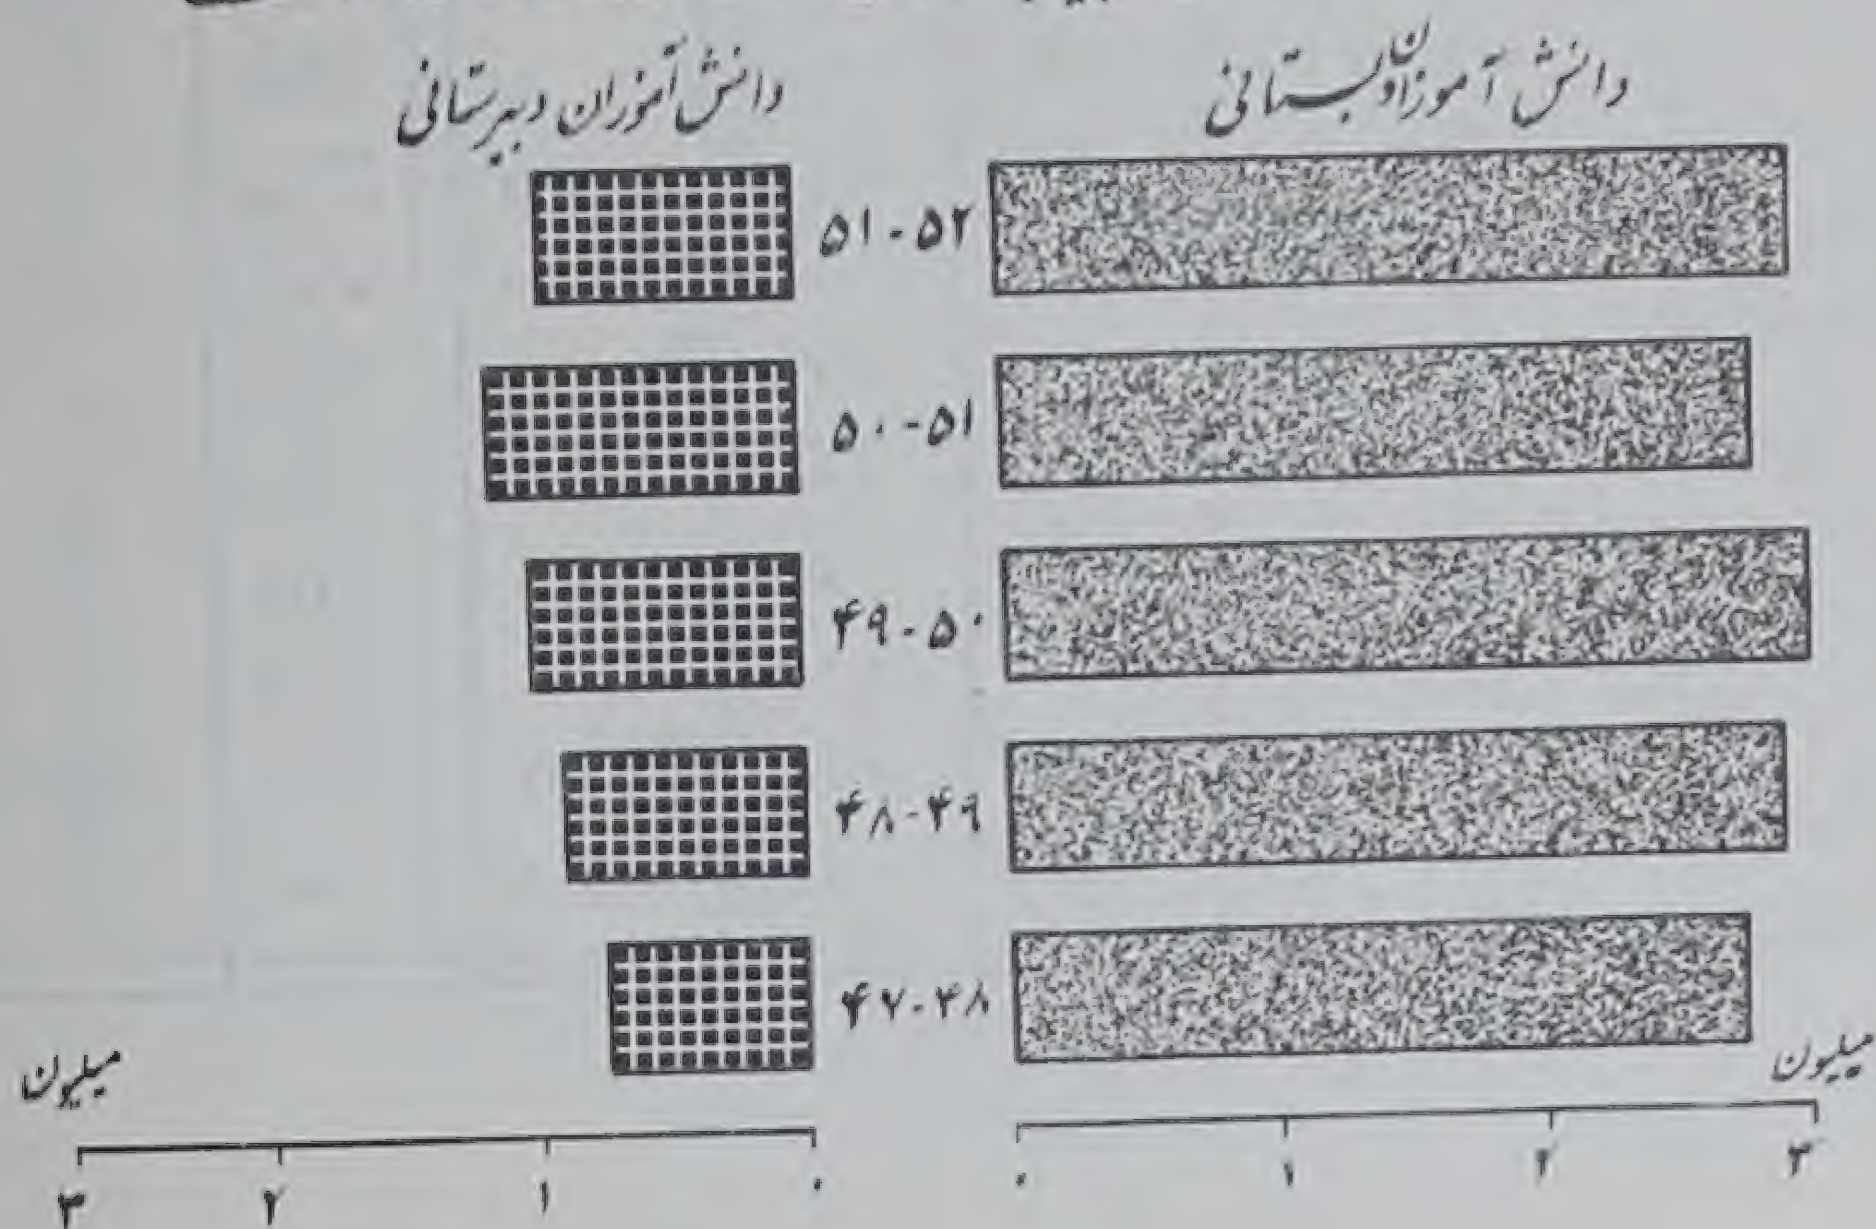 دانش آموزان دبستانی
دانش آموزان دبیرستانی
۵۱-۵۲
۵۰-۵۱
۴۹-۵۰
۴۸-۴۹
۴۷-۴۸
میلیون
۰ ۱ ۲ ۳
میلیون
۳ ۲ ۱ ۰